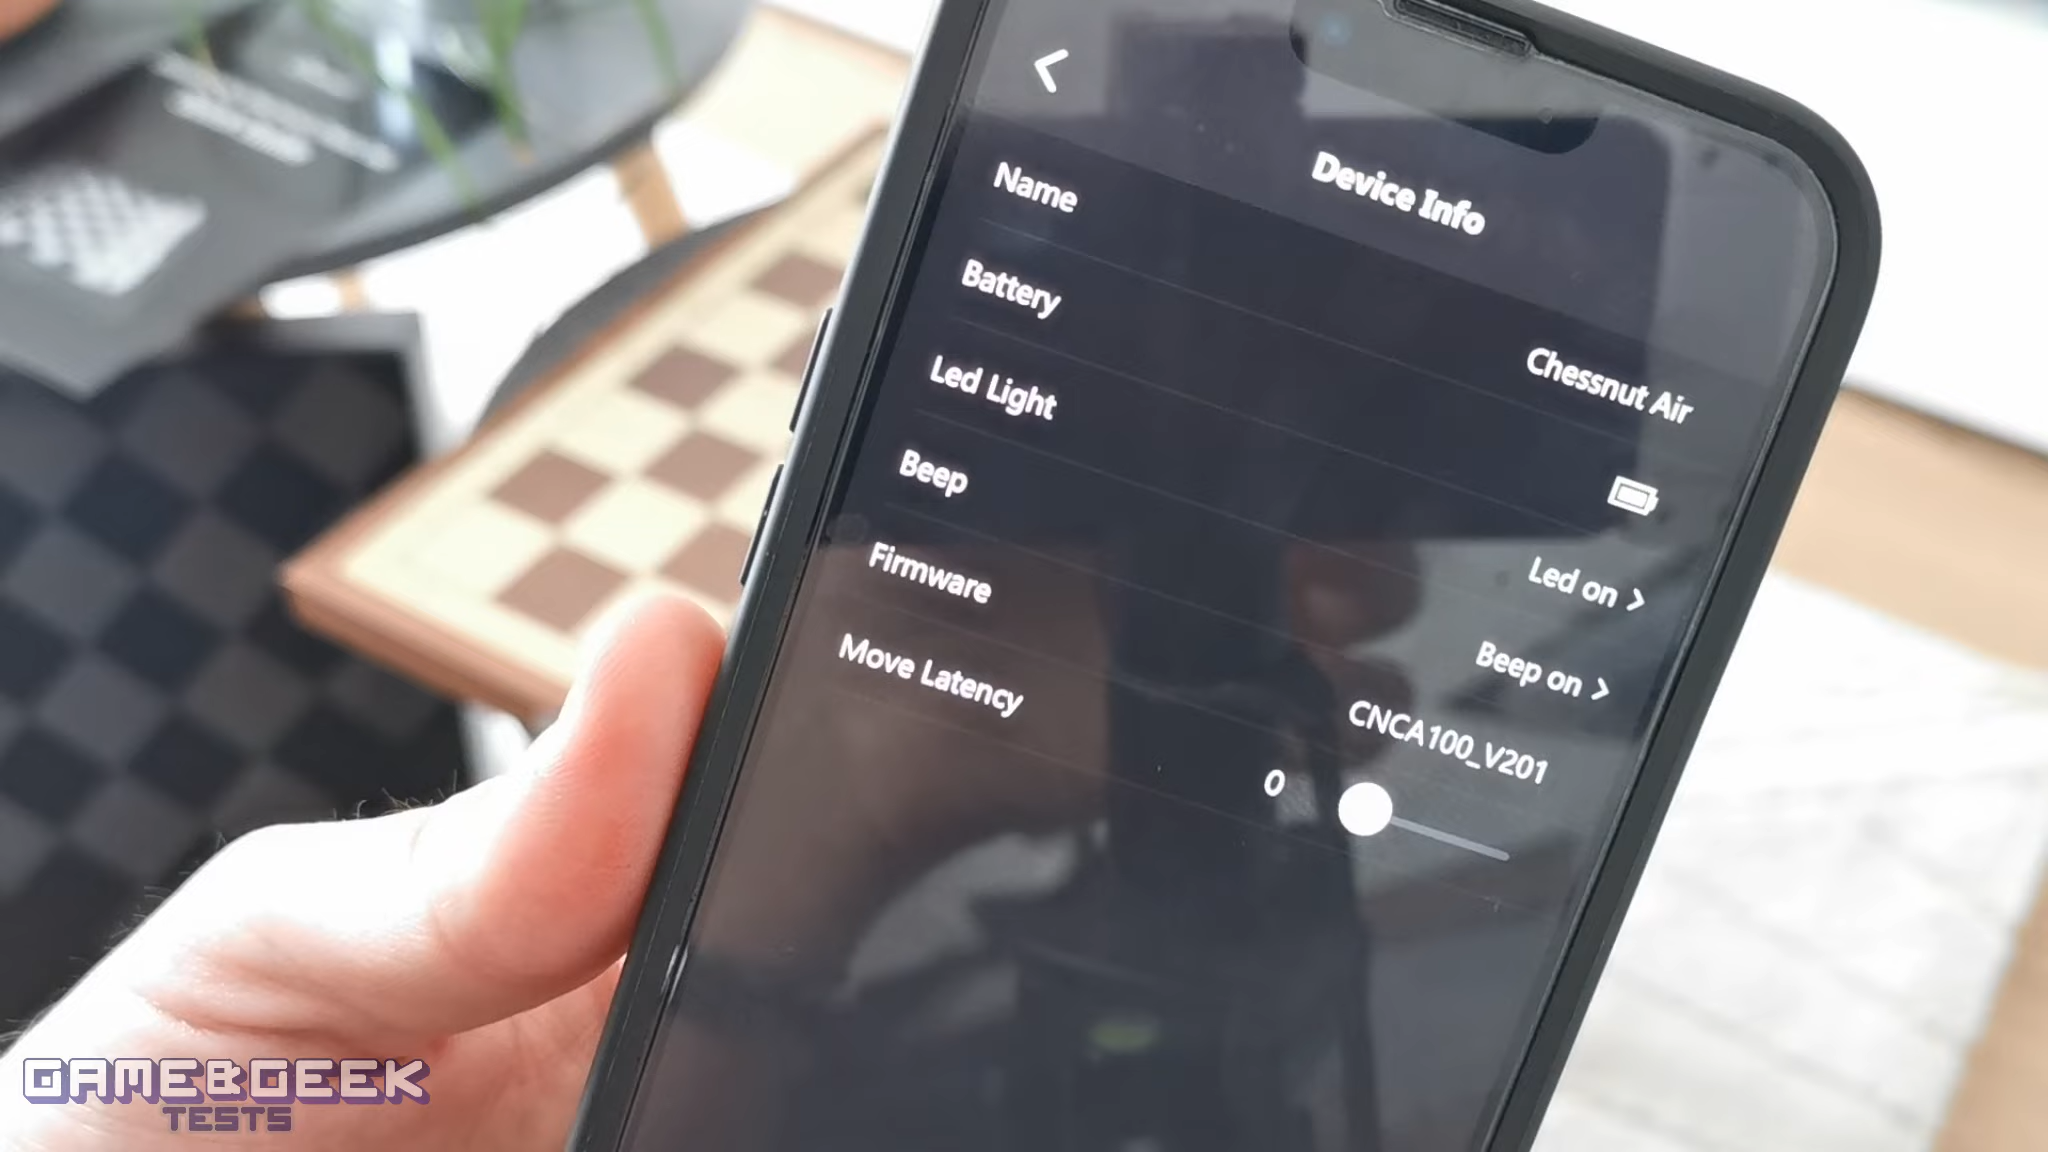 Device Info
Name
Chessnut Air
Battery
Led Light
Led on >
Beep
Beep on >
Firmware
CNCA100_V201
Move Latency
0
GAME&GEEK
TESTS